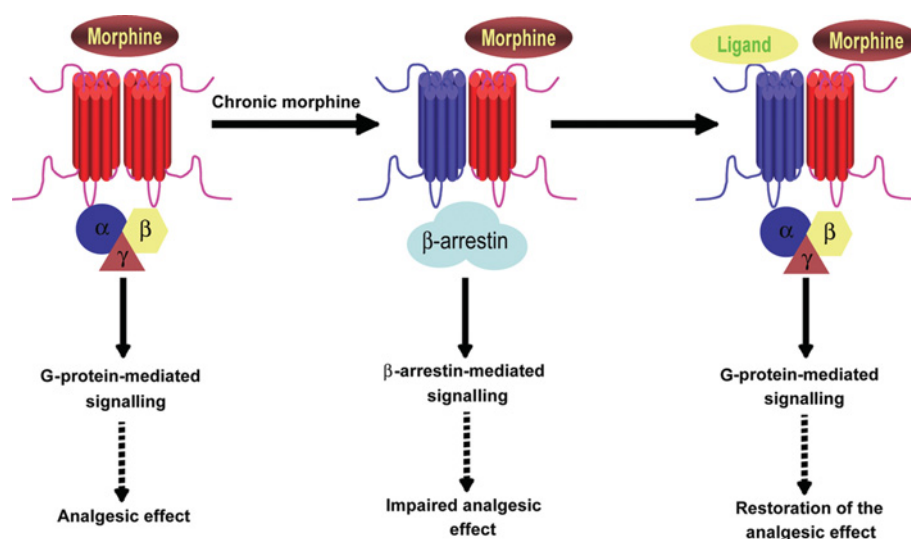 Morphine
Morphine
Ligand
Morphine
Chronic morphine
α
β
γ
β-arrestin
α
β
γ
G-protein-mediated
signalling
β-arrestin-mediated
signalling
G-protein-mediated
signalling
Analgesic effect
Impaired analgesic
effect
Restoration of the
analgesic effect